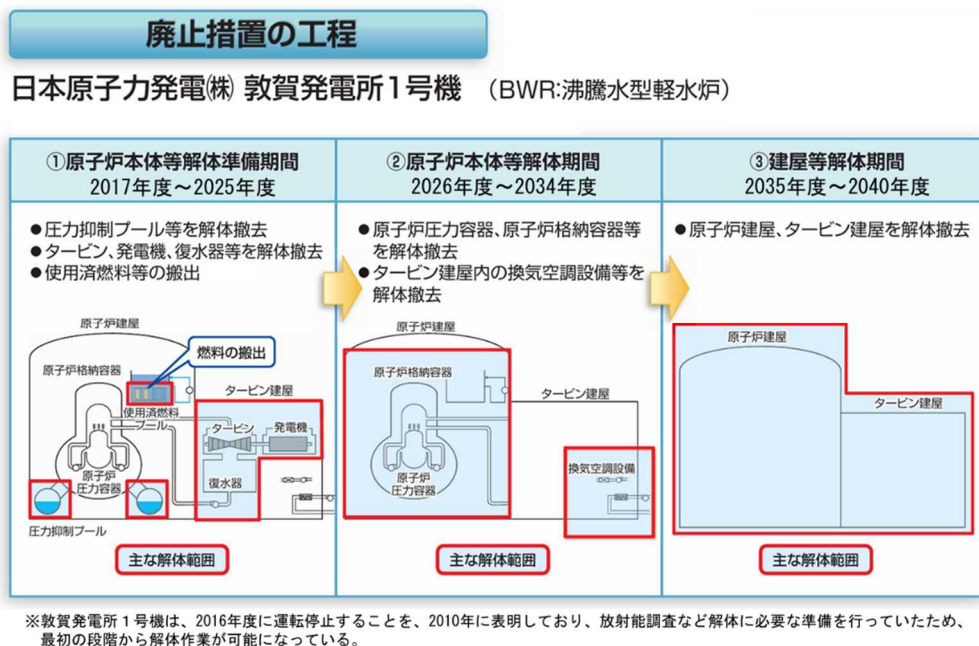 廃止措置の工程
日本原子力発電㈱ 敦賀発電所1号機 (BWR:沸騰水型軽水炉)
①原子炉本体等解体準備期間
2017年度～2025年度
●圧力抑制プール等を解体撤去
●タービン、発電機、復水器等を解体撤去
●使用済燃料等の搬出
原子炉建屋
燃料の搬出
原子炉格納容器
タービン建屋
使用済燃料
プール
タービン
発電機
原子炉
圧力容器
復水器
圧力抑制プール
主な解体範囲
②原子炉本体等解体期間
2026年度～2034年度
●原子炉圧力容器、原子炉格納容器等
を解体撤去
●タービン建屋内の換気空調設備等を
解体撤去
原子炉建屋
原子炉格納容器
タービン建屋
換気空調設備
原子炉
圧力容器
主な解体範囲
③建屋等解体期間
2035年度～2040年度
●原子炉建屋、タービン建屋を解体撤去
原子炉建屋
タービン建屋
主な解体範囲
※敦賀発電所1号機は、2016年度に運転停止することを、2010年に表明しており、放射能調査など解体に必要な準備を行っていたため、
最初の段階から解体作業が可能になっている。